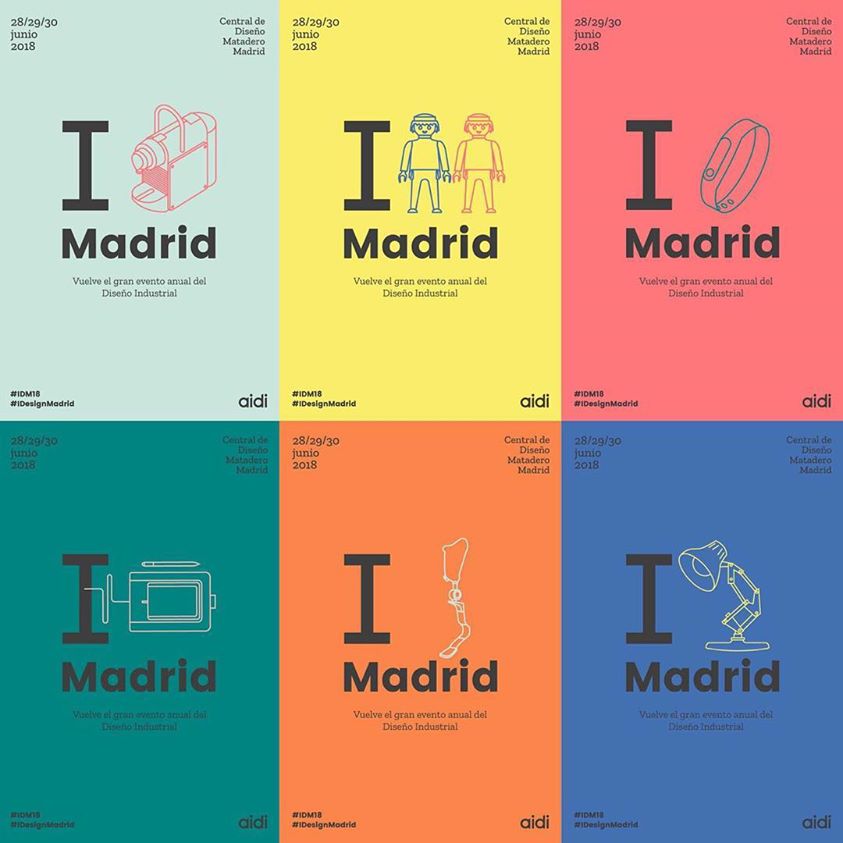 28/29/30
junio
2018
Central de
Diseño
Matadero
Madrid
I
Madrid
Vuelve el gran evento anual del
Diseño Industrial
#IDM18
#IDesignMadrid
aidi
28/29/30
junio
2018
Central de
Diseño
Matadero
Madrid
I
Madrid
Vuelve el gran evento anual del
Diseño Industrial
#IDM18
#IDesignMadrid
aidi
28/29/30
junio
2018
Central de
Diseño
Matadero
Madrid
I
Madrid
Vuelve el gran evento anual del
Diseño Industrial
#IDM18
#IDesignMadrid
aidi
28/29/30
junio
2018
Central de
Diseño
Matadero
Madrid
I
Madrid
Vuelve el gran evento anual del
Diseño Industrial
#IDM18
#IDesignMadrid
aidi
28/29/30
junio
2018
Central de
Diseño
Matadero
Madrid
I
Madrid
Vuelve el gran evento anual del
Diseño Industrial
#IDM18
#IDesignMadrid
aidi
28/29/30
junio
2018
Central de
Diseño
Matadero
Madrid
I
Madrid
Vuelve el gran evento anual del
Diseño Industrial
#IDM18
#IDesignMadrid
aidi